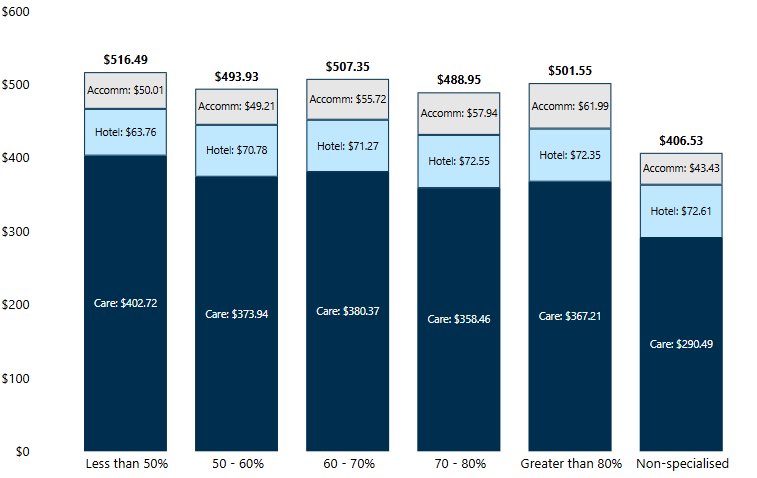 $600
$500
$400
$300
$200
$100
$0
$516.49
Accomm: $50.01
Hotel: $63.76
Care: $402.72
Less than 50%
$493.93
Accomm: $49.21
Hotel: $70.78
Care: $373.94
50 - 60%
$507.35
Accomm: $55.72
Hotel: $71.27
Care: $380.37
60 - 70%
$488.95
Accomm: $57.94
Hotel: $72.55
Care: $358.46
70 - 80%
$501.55
Accomm: $61.99
Hotel: $72.35
Care: $367.21
Greater than 80%
$406.53
Accomm: $43.43
Hotel: $72.61
Care: $290.49
Non-specialised